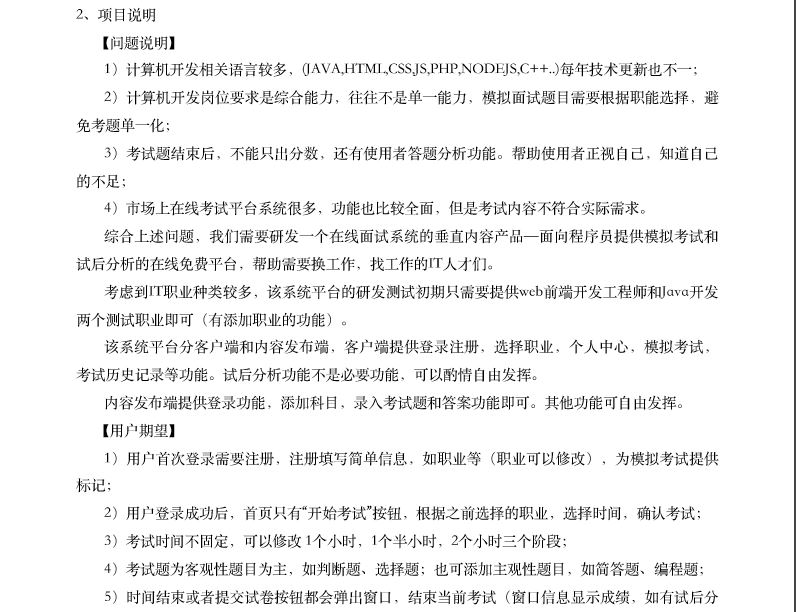 2、项目说明
【问题说明】
1）计算机开发相关语言较多，(JAVA,HTML,CSS,JS,PHP,NODEJS,C++..)每年技术更新也不一；
2）计算机开发岗位要求是综合能力，往往不是单一能力，模拟面试题目需要根据职能选择，避
免考题单一化；
3）考试题结束后，不能只出分数，还有使用者答题分析功能。帮助使用者正视自己，知道自己
的不足；
4）市场上在线考试平台系统很多，功能也比较全面，但是考试内容不符合实际需求。
综合上述问题，我们需要研发一个在线面试系统的垂直内容产品—面向程序员提供模拟考试和
试后分析的在线免费平台，帮助需要换工作，找工作的IT人才们。
考虑到IT职业种类较多，该系统平台的研发测试初期只需要提供web前端开发工程师和Java开发
两个测试职业即可（有添加职业的功能）。
该系统平台分客户端和内容发布端，客户端提供登录注册，选择职业，个人中心，模拟考试，
考试历史记录等功能。试后分析功能不是必要功能，可以酌情自由发挥。
内容发布端提供登录功能，添加科目，录入考试题和答案功能即可。其他功能可自由发挥。
【用户期望】
1）用户首次登录需要注册，注册填写简单信息，如职业等（职业可以修改），为模拟考试提供
标记；
2）用户登录成功后，首页只有“开始考试”按钮，根据之前选择的职业，选择时间，确认考试；
3）考试时间不固定，可以修改 1个小时，1个半小时，2个小时三个阶段；
4）考试题为客观性题目为主，如判断题、选择题；也可添加主观性题目，如简答题、编程题；
5）时间结束或者提交试卷按钮都会弹出窗口，结束当前考试（窗口信息显示成绩，如有试后分